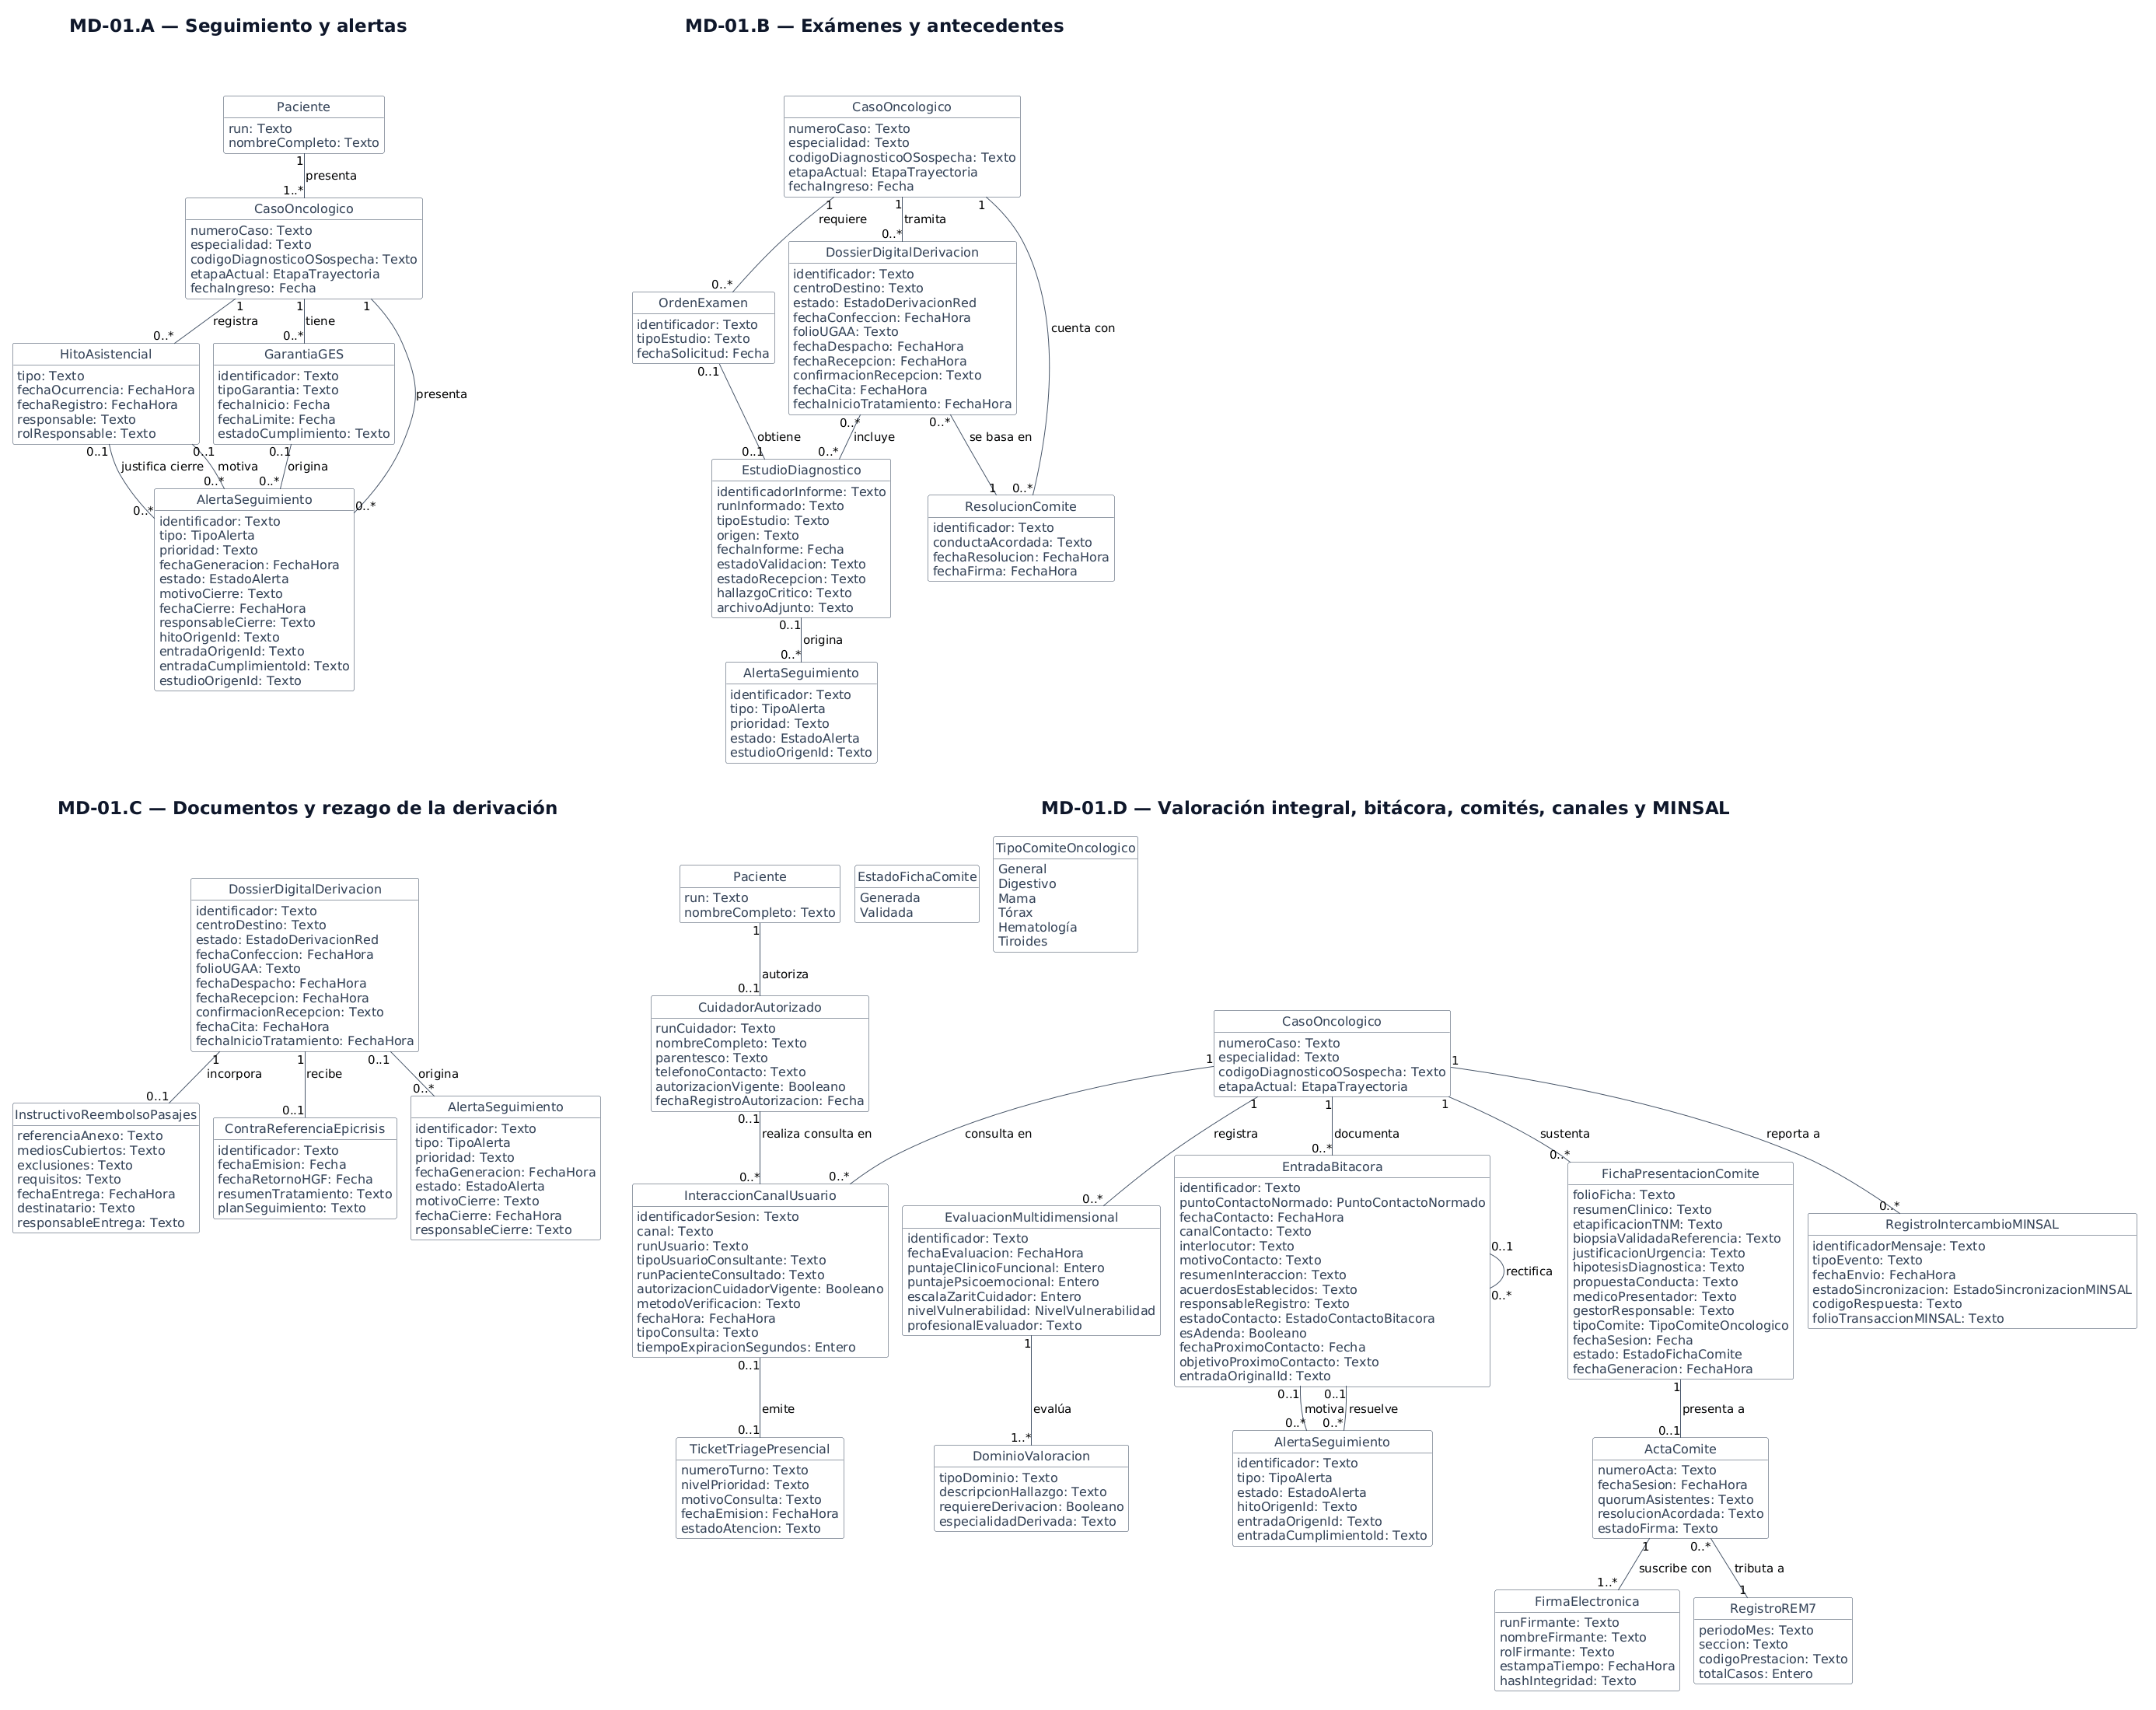 MD-01.A — Seguimiento y alertas
Paciente
run: Texto
nombreCompleto: Texto
1
presenta
1..*
CasoOncologico
numeroCaso: Texto
especialidad: Texto
codigoDiagnosticoOSospecha: Texto
etapaActual: EtapaTrayectoria
fechaIngreso: Fecha
1
1
1
registra
tiene
0..*
0..*
presenta
HitoAsistencial
tipo: Texto
fechaOcurrencia: FechaHora
fechaRegistro: FechaHora
responsable: Texto
rolResponsable: Texto
GarantiaGES
identificador: Texto
tipoGarantia: Texto
fechaInicio: Fecha
fechaLimite: Fecha
estadoCumplimiento: Texto
0..1
0..1
0..1
justifica cierre
motiva
origina
0..*
0..*
0..*
0..*
AlertaSeguimiento
identificador: Texto
tipo: TipoAlerta
prioridad: Texto
fechaGeneracion: FechaHora
estado: EstadoAlerta
motivoCierre: Texto
fechaCierre: FechaHora
responsableCierre: Texto
hitoOrigenId: Texto
entradaOrigenId: Texto
entradaCumplimientoId: Texto
estudioOrigenId: Texto
MD-01.B — Exámenes y antecedentes
CasoOncologico
numeroCaso: Texto
especialidad: Texto
codigoDiagnosticoOSospecha: Texto
etapaActual: EtapaTrayectoria
fechaIngreso: Fecha
1
1
1
requiere
tramita
0..*
0..*
cuenta con
OrdenExamen
identificador: Texto
tipoEstudio: Texto
fechaSolicitud: Fecha
DossierDigitalDerivacion
identificador: Texto
centroDestino: Texto
estado: EstadoDerivacionRed
fechaConfeccion: FechaHora
folioUGAA: Texto
fechaDespacho: FechaHora
fechaRecepcion: FechaHora
confirmacionRecepcion: Texto
fechaCita: FechaHora
fechaInicioTratamiento: FechaHora
0..1
0..*
0..*
obtiene
incluye
se basa en
0..1
0..*
1
0..*
EstudioDiagnostico
identificadorInforme: Texto
runInformado: Texto
tipoEstudio: Texto
origen: Texto
fechaInforme: Fecha
estadoValidacion: Texto
estadoRecepcion: Texto
hallazgoCritico: Texto
archivoAdjunto: Texto
ResolucionComite
identificador: Texto
conductaAcordada: Texto
fechaResolucion: FechaHora
fechaFirma: FechaHora
0..1
origina
0..*
AlertaSeguimiento
identificador: Texto
tipo: TipoAlerta
prioridad: Texto
estado: EstadoAlerta
estudioOrigenId: Texto
MD-01.C — Documentos y rezago de la derivación
DossierDigitalDerivacion
identificador: Texto
centroDestino: Texto
estado: EstadoDerivacionRed
fechaConfeccion: FechaHora
folioUGAA: Texto
fechaDespacho: FechaHora
fechaRecepcion: FechaHora
confirmacionRecepcion: Texto
fechaCita: FechaHora
fechaInicioTratamiento: FechaHora
1
1
0..1
incorpora
recibe
origina
0..1
0..1
0..*
InstructivoReembolsoPasajes
referenciaAnexo: Texto
mediosCubiertos: Texto
exclusiones: Texto
requisitos: Texto
fechaEntrega: FechaHora
destinatario: Texto
responsableEntrega: Texto
ContraReferenciaEpicrisis
identificador: Texto
fechaEmision: Fecha
fechaRetornoHGF: Fecha
resumenTratamiento: Texto
planSeguimiento: Texto
AlertaSeguimiento
identificador: Texto
tipo: TipoAlerta
prioridad: Texto
fechaGeneracion: FechaHora
estado: EstadoAlerta
motivoCierre: Texto
fechaCierre: FechaHora
responsableCierre: Texto
MD-01.D — Valoración integral, bitácora, comités, canales y MINSAL
Paciente
run: Texto
nombreCompleto: Texto
EstadoFichaComite
Generada
Validada
TipoComiteOncologico
General
Digestivo
Mama
Tórax
Hematología
Tiroides
1
autoriza
0..1
CuidadorAutorizado
runCuidador: Texto
nombreCompleto: Texto
parentesco: Texto
telefonoContacto: Texto
autorizacionVigente: Booleano
fechaRegistroAutorizacion: Fecha
CasoOncologico
numeroCaso: Texto
especialidad: Texto
codigoDiagnosticoOSospecha: Texto
etapaActual: EtapaTrayectoria
1
1
1
1
1
0..1
realiza consulta en
consulta en
registra
documenta
sustenta
reporta a
0..*
0..*
0..*
0..*
0..*
0..*
InteraccionCanalUsuario
identificadorSesion: Texto
canal: Texto
runUsuario: Texto
tipoUsuarioConsultante: Texto
runPacienteConsultado: Texto
autorizacionCuidadorVigente: Booleano
metodoVerificacion: Texto
fechaHora: FechaHora
tipoConsulta: Texto
tiempoExpiracionSegundos: Entero
EvaluacionMultidimensional
identificador: Texto
fechaEvaluacion: FechaHora
puntajeClinicoFuncional: Entero
puntajePsicoemocional: Entero
escalaZaritCuidador: Entero
nivelVulnerabilidad: NivelVulnerabilidad
profesionalEvaluador: Texto
EntradaBitacora
identificador: Texto
puntoContactoNormado: PuntoContactoNormado
fechaContacto: FechaHora
canalContacto: Texto
interlocutor: Texto
motivoContacto: Texto
resumenInteraccion: Texto
acuerdosEstablecidos: Texto
responsableRegistro: Texto
estadoContacto: EstadoContactoBitacora
esAdenda: Booleano
fechaProximoContacto: Fecha
objetivoProximoContacto: Texto
entradaOriginalId: Texto
0..1
rectifica
0..*
FichaPresentacionComite
folioFicha: Texto
resumenClinico: Texto
etapificacionTNM: Texto
biopsiaValidadaReferencia: Texto
justificacionUrgencia: Texto
hipotesisDiagnostica: Texto
propuestaConducta: Texto
medicoPresentador: Texto
gestorResponsable: Texto
tipoComite: TipoComiteOncologico
fechaSesion: Fecha
estado: EstadoFichaComite
fechaGeneracion: FechaHora
RegistroIntercambioMINSAL
identificadorMensaje: Texto
tipoEvento: Texto
fechaEnvio: FechaHora
estadoSincronizacion: EstadoSincronizacionMINSAL
codigoRespuesta: Texto
folioTransaccionMINSAL: Texto
0..1
emite
0..1
1
evalúa
1..*
0..1
0..1
motiva
resuelve
0..*
0..*
1
presenta a
0..1
TicketTriagePresencial
numeroTurno: Texto
nivelPrioridad: Texto
motivoConsulta: Texto
fechaEmision: FechaHora
estadoAtencion: Texto
DominioValoracion
tipoDominio: Texto
descripcionHallazgo: Texto
requiereDerivacion: Booleano
especialidadDerivada: Texto
AlertaSeguimiento
identificador: Texto
tipo: TipoAlerta
estado: EstadoAlerta
hitoOrigenId: Texto
entradaOrigenId: Texto
entradaCumplimientoId: Texto
ActaComite
numeroActa: Texto
fechaSesion: FechaHora
quorumAsistentes: Texto
resolucionAcordada: Texto
estadoFirma: Texto
1
0..*
suscribe con
tributa a
1..*
1
FirmaElectronica
runFirmante: Texto
nombreFirmante: Texto
rolFirmante: Texto
estampaTiempo: FechaHora
hashIntegridad: Texto
RegistroREM7
periodoMes: Texto
seccion: Texto
codigoPrestacion: Texto
totalCasos: Entero